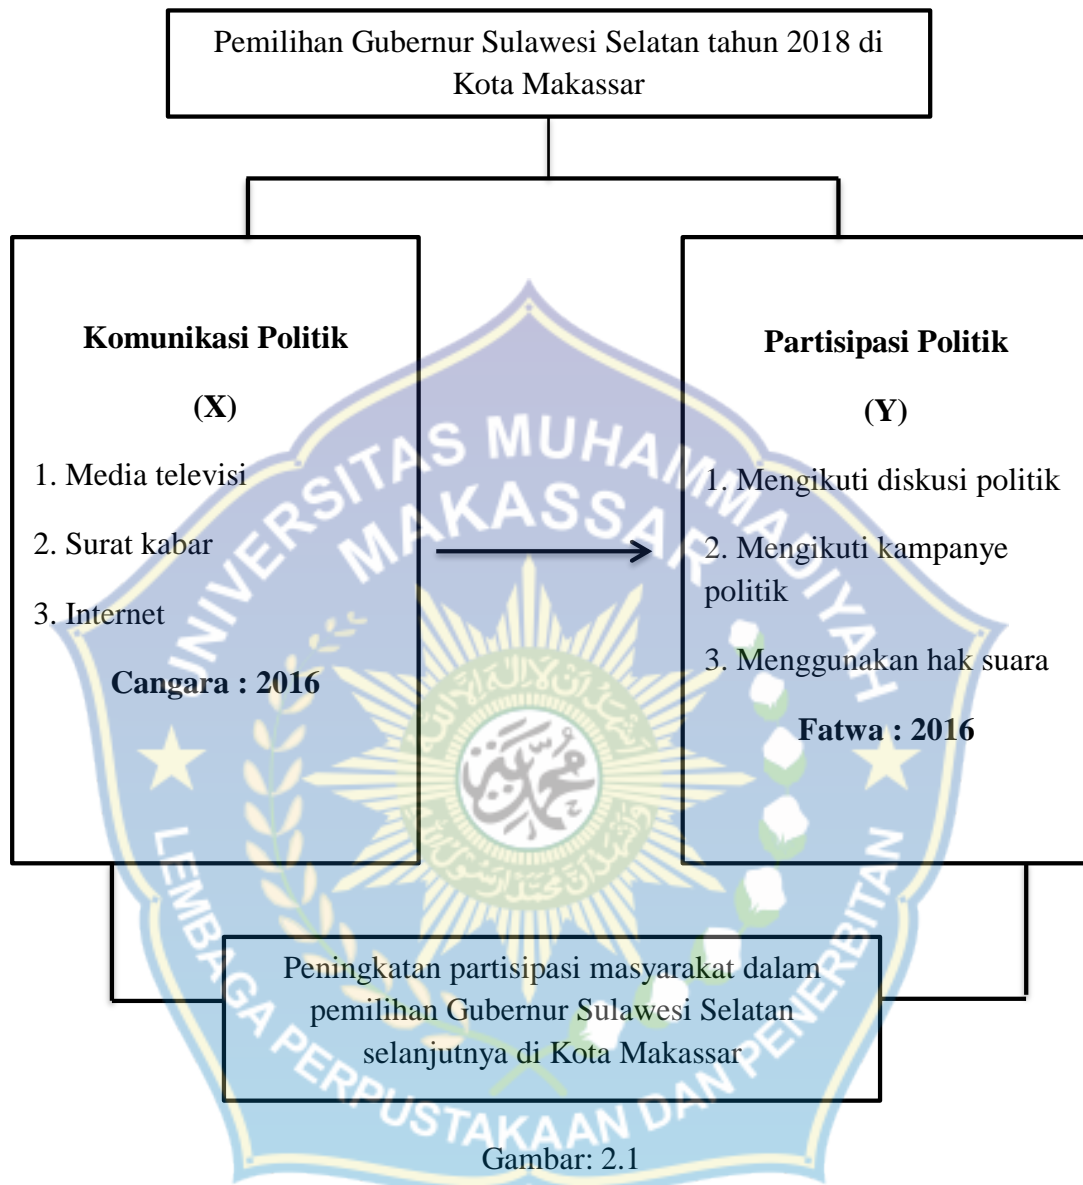 Pemilihan Gubernur Sulawesi Selatan tahun 2018 di
Kota Makassar
Komunikasi Politik
(X)
1. Media televisi
2. Surat kabar
3. Internet
Cangara : 2016
Partisipasi Politik
(Y)
1. Mengikuti diskusi politik
2. Mengikuti kampanye
politik
3. Menggunakan hak suara
Fatwa : 2016
UNIVERSITAS MUHAMMADIYAH
MAKASSAR
LEMBAGA PERPUSTAKAAN DAN PENERBITAN
Peningkatan partisipasi masyarakat dalam
pemilihan Gubernur Sulawesi Selatan
selanjutnya di Kota Makassar
Gambar: 2.1